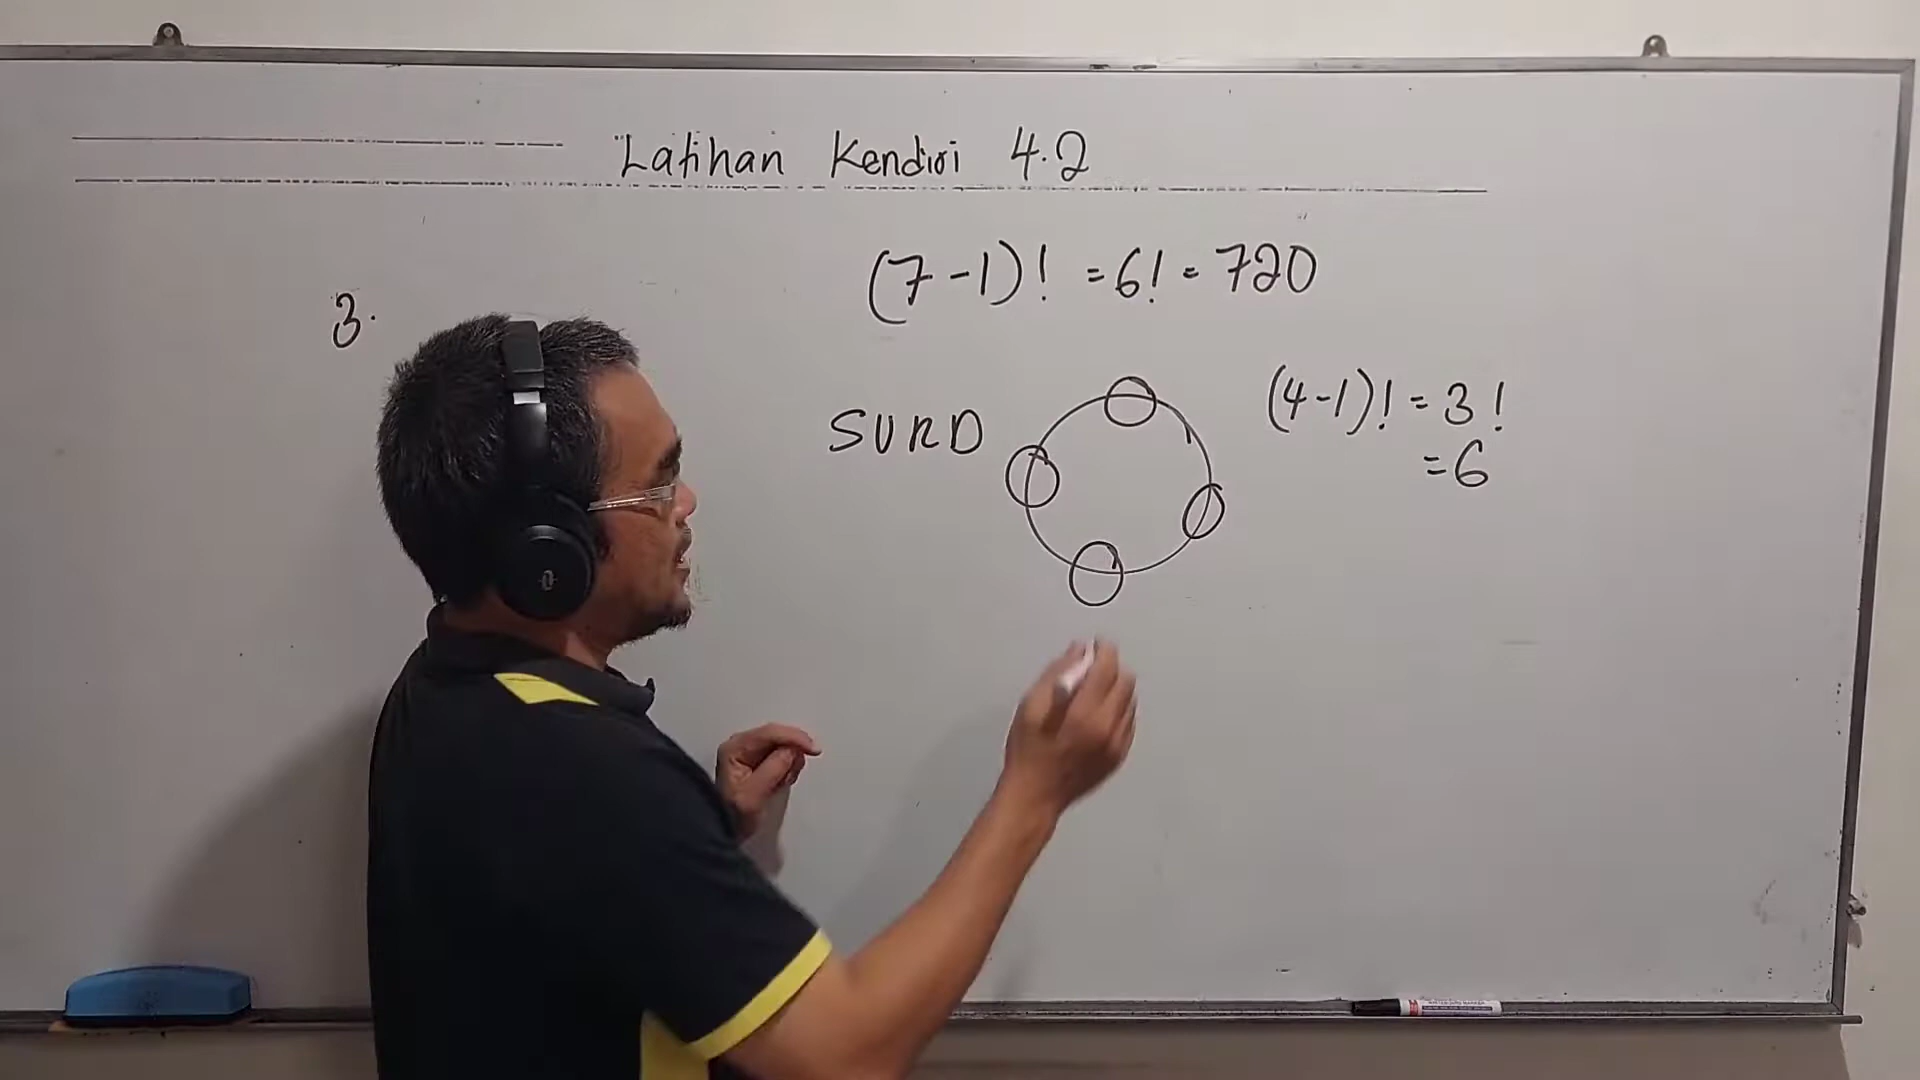 Latihan Kendiri 4.2
(7-1)! = 6! = 720
3.
SURD
(4-1)! = 3!
= 6